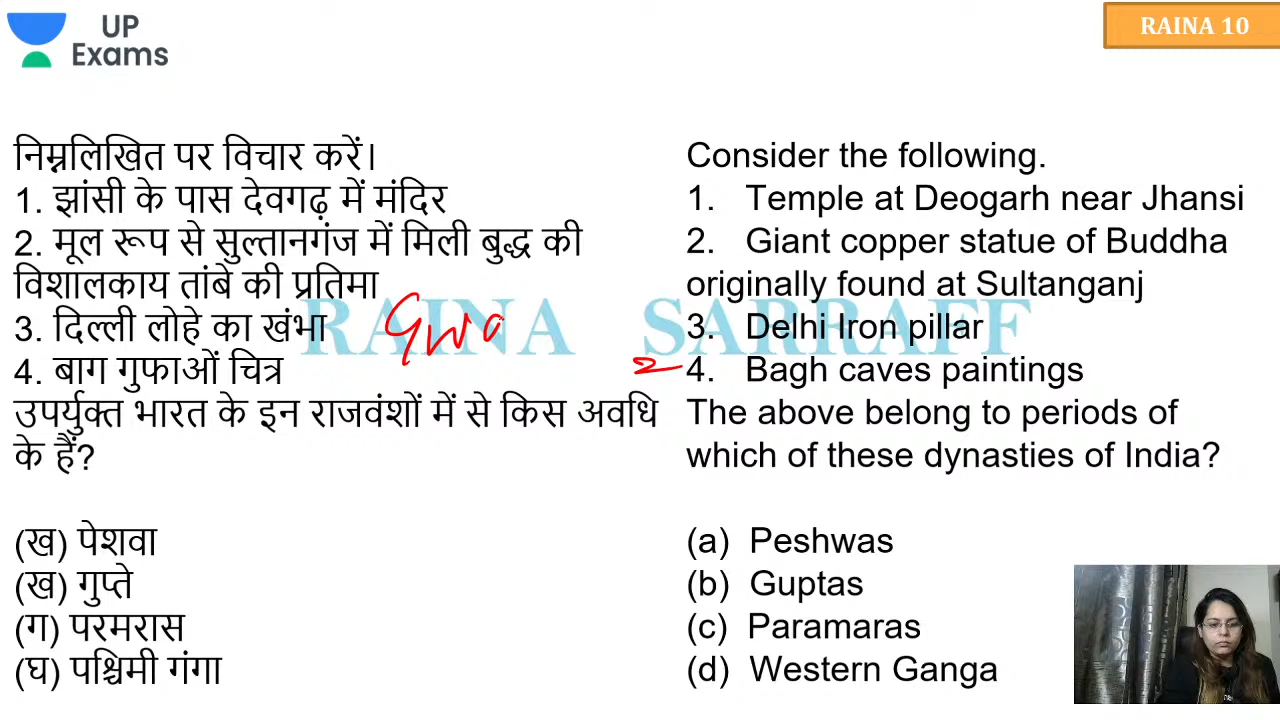 UP
Exams
RAINA 10
निम्नलिखित पर विचार करें।
1. झांसी के पास देवगढ़ में मंदिर
2. मूल रूप से सुल्तानगंज में मिली बुद्ध की
विशालकाय तांबे की प्रतिमा
3. दिल्ली लोहे का खंभा
4. बाग गुफाओं चित्र
उपर्युक्त भारत के इन राजवंशों में से किस अवधि
के हैं?
(ख) पेशवा
(ख) गुप्ते
(ग) परमरास
(घ) पश्चिमी गंगा
RAINA SARRAFF
Consider the following.
1. Temple at Deogarh near Jhansi
2. Giant copper statue of Buddha
originally found at Sultanganj
3. Delhi Iron pillar
4. Bagh caves paintings
The above belong to periods of
which of these dynasties of India?
(a) Peshwas
(b) Guptas
(c) Paramaras
(d) Western Ganga